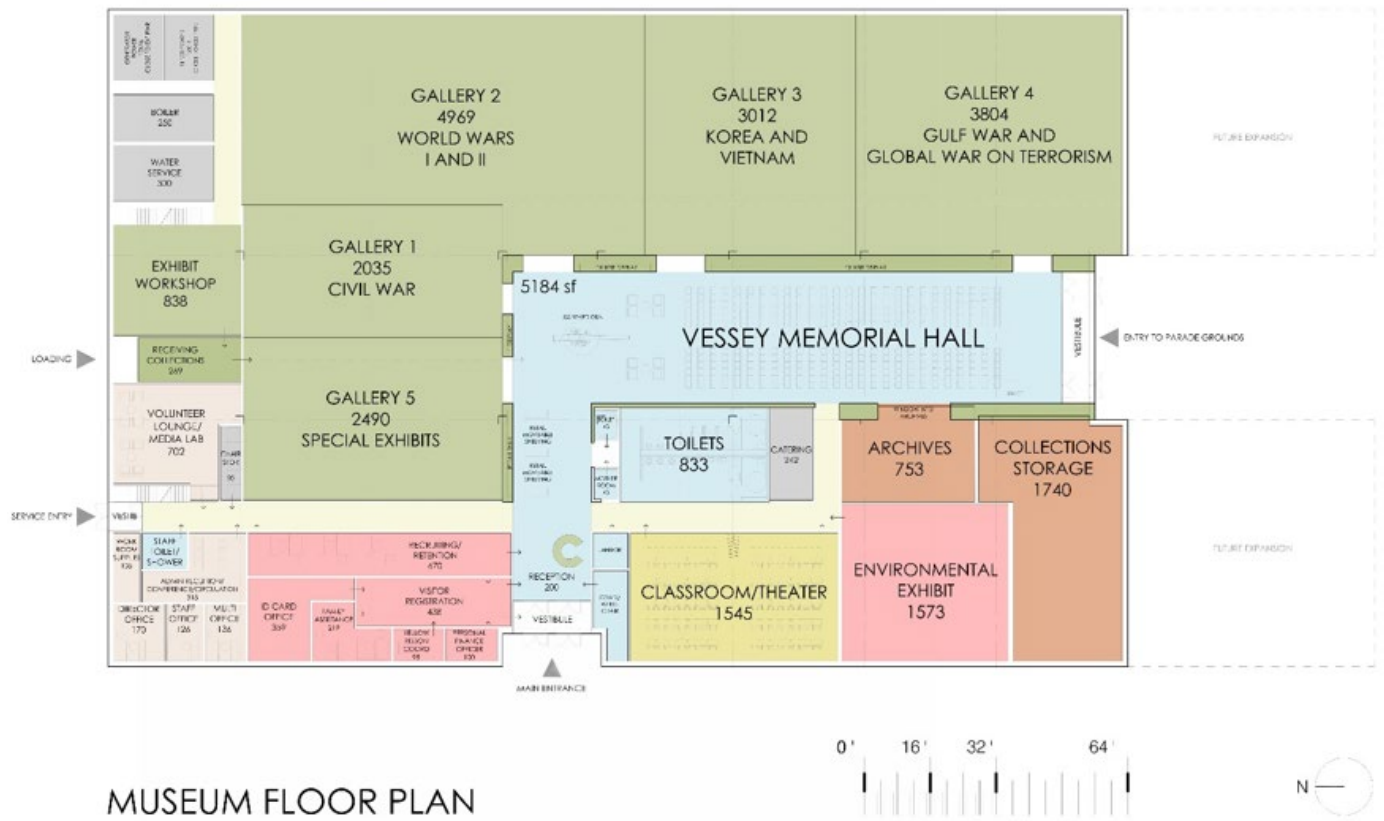 BOILER
250
WATER
SERVICE
300
GALLERY 2
4969
WORLD WARS
I AND II
GALLERY 3
3012
KOREA AND
VIETNAM
GALLERY 4
3804
GULF WAR AND
GLOBAL WAR ON TERRORISM
FUTURE EXPANSION
EXHIBIT
WORKSHOP
838
GALLERY 1
2035
CIVIL WAR
5184 sf
VESSEY MEMORIAL HALL
VESTIBULE
ENTRY TO PARADE GROUNDS
LOADING
RECEIVING
COLLECTIONS
269
VOLUNTEER
LOUNGE/
MEDIA LAB
702
GALLERY 5
2490
SPECIAL EXHIBITS
TOILETS
833
CATERING
242
ARCHIVES
753
COLLECTIONS
STORAGE
1740
SERVICE ENTRY
STAFF
TOILET/
SHOWER
RECRUITING/
RETENTION
670
RECEPTION
200
C
CLASSROOM/THEATER
1545
ENVIRONMENTAL
EXHIBIT
1573
FUTURE EXPANSION
DIRECTOR
OFFICE
170
STAFF
OFFICE
126
MULTI
OFFICE
126
ID CARD
OFFICE
VISITOR
REGISTRATION
VESTIBULE
MAIN ENTRANCE
0' 16' 32' 64'
MUSEUM FLOOR PLAN
N